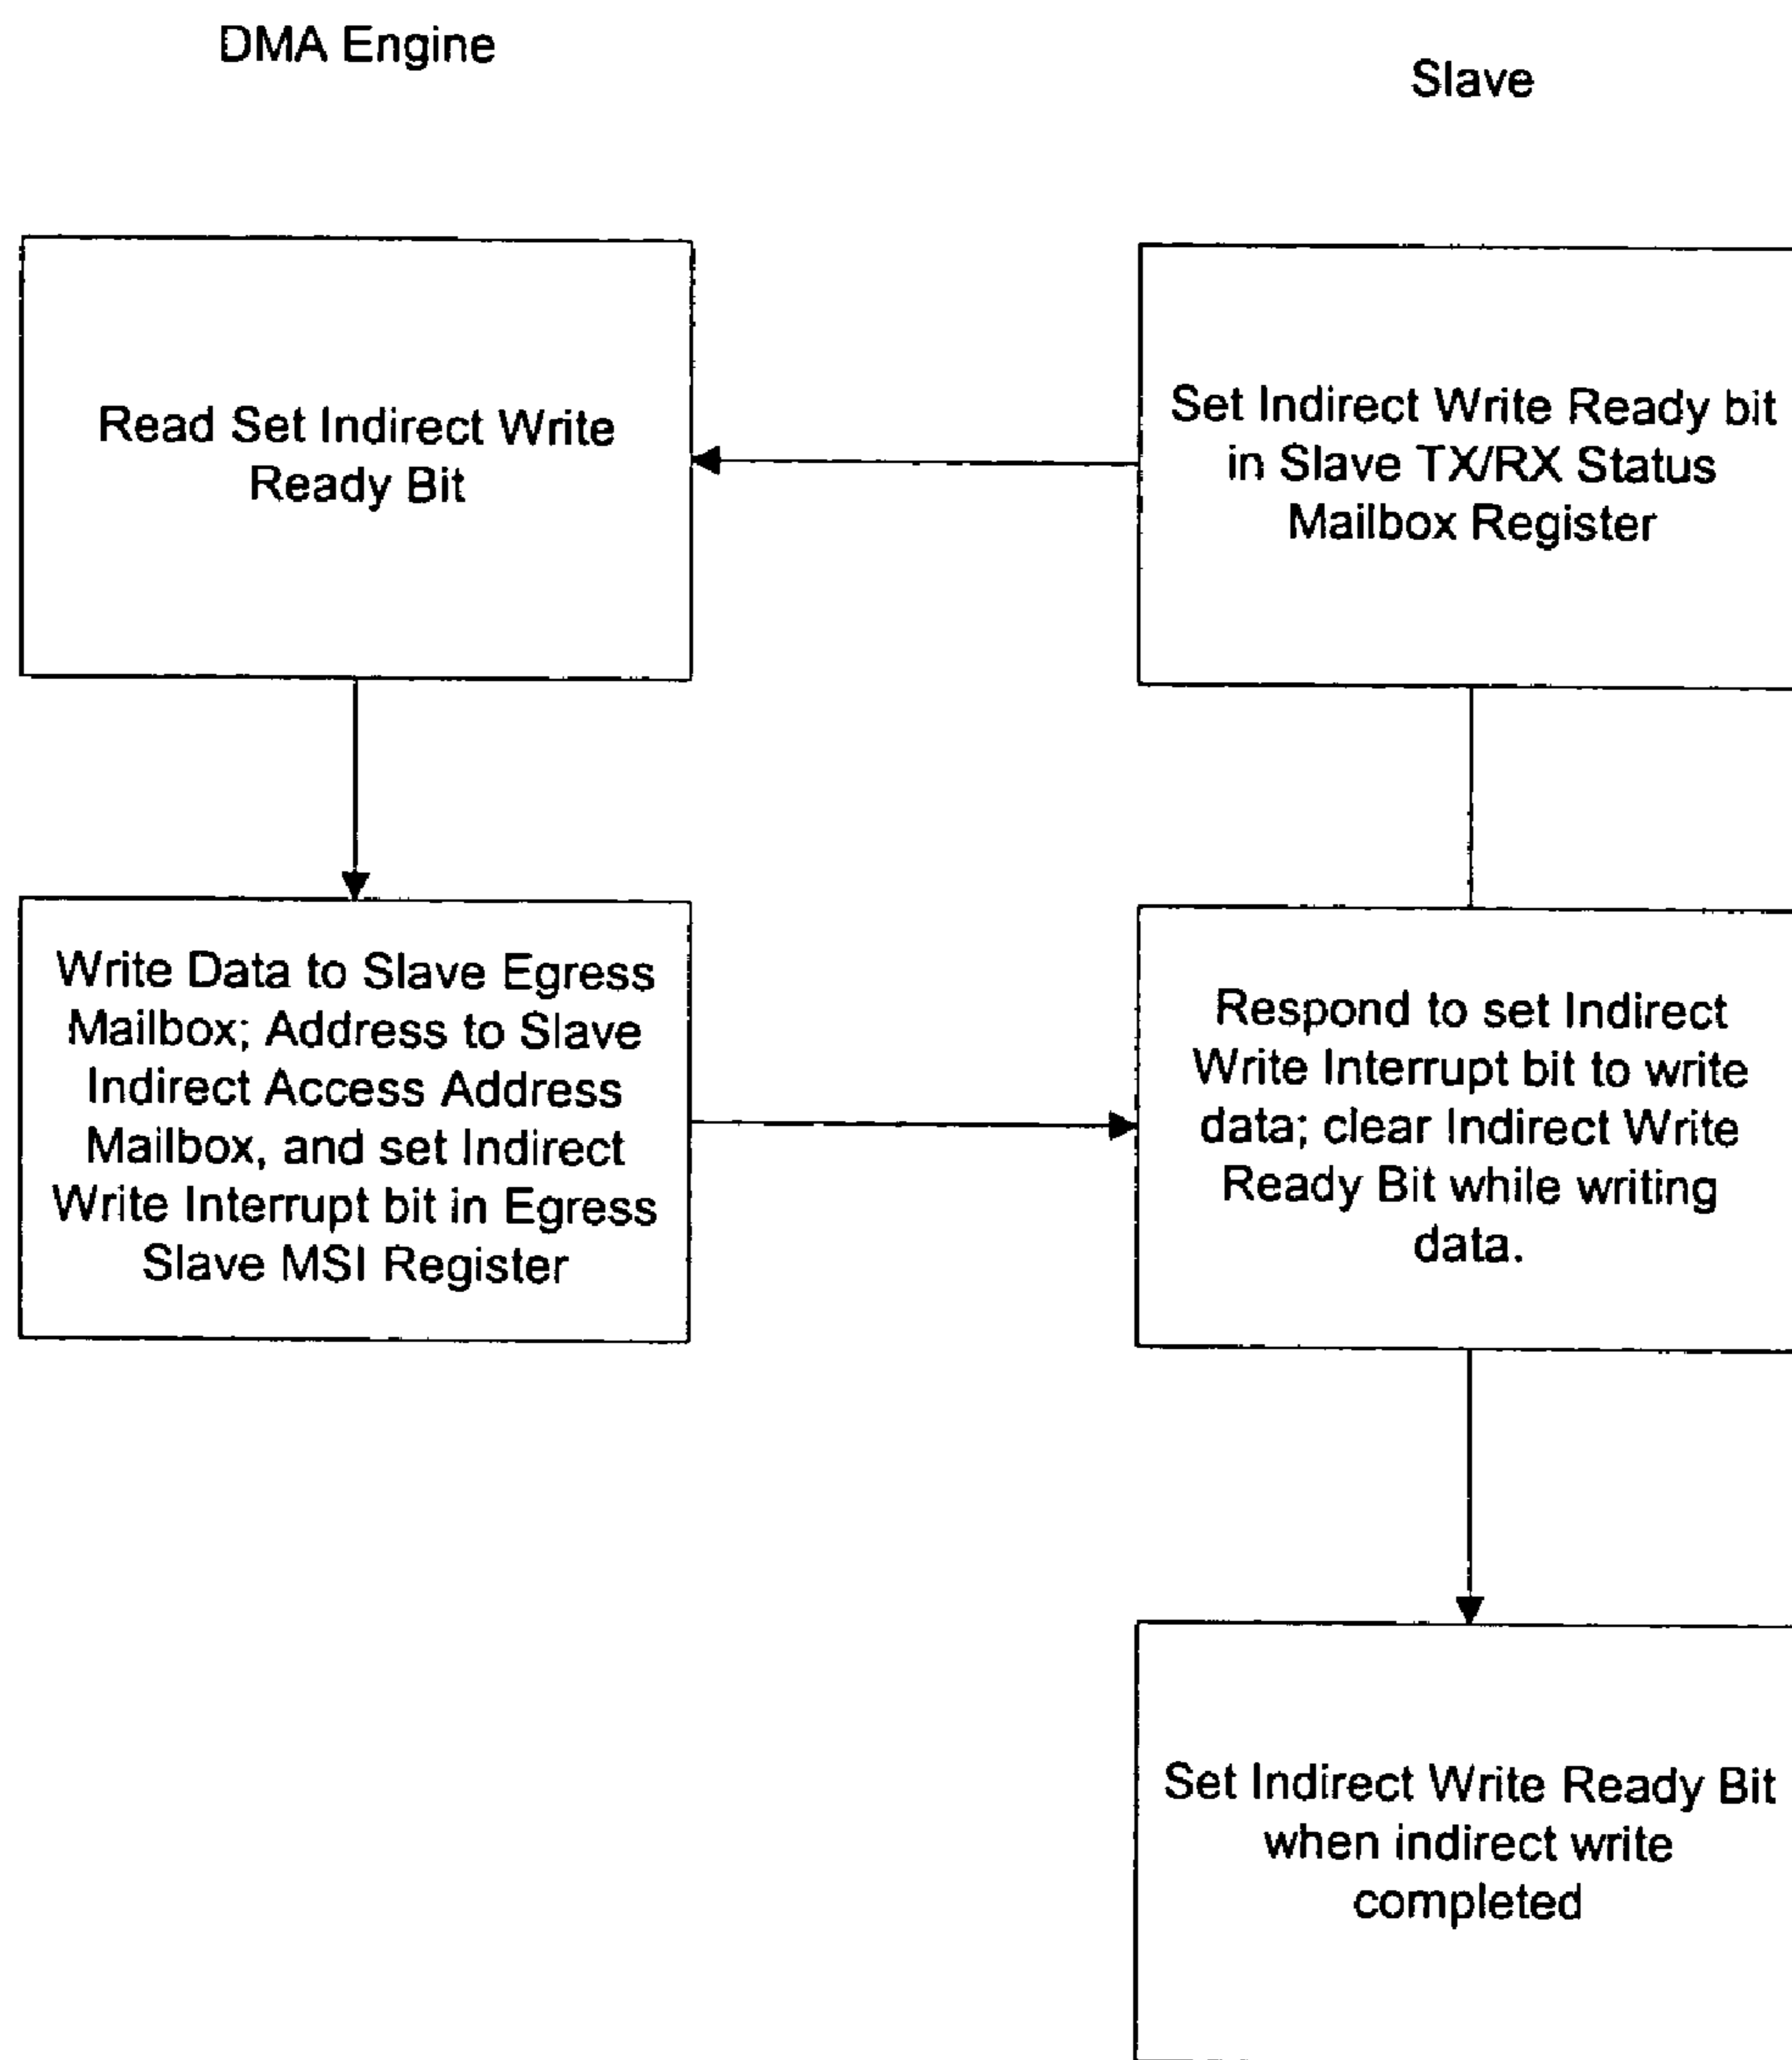 DMA Engine
Slave
Read Set Indirect Write
Ready Bit
Set Indirect Write Ready bit
in Slave TX/RX Status
Mailbox Register
Write Data to Slave Egress
Mailbox; Address to Slave
Indirect Access Address
Mailbox, and set Indirect
Write Interrupt bit in Egress
Slave MSI Register
Respond to set Indirect
Write Interrupt bit to write
data; clear Indirect Write
Ready Bit while writing
data.
Set Indirect Write Ready Bit
when indirect write
completed